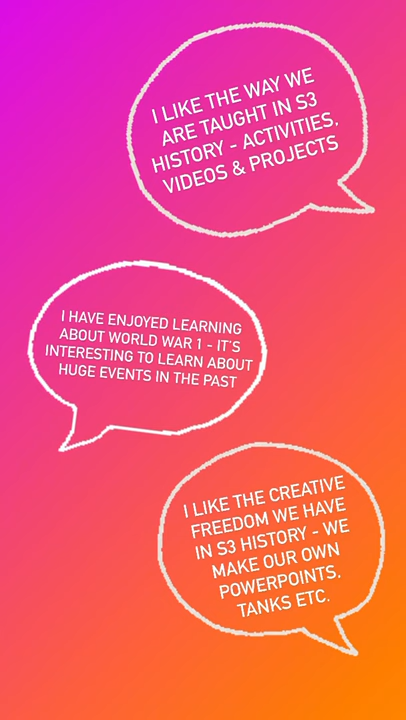 I LIKE THE WAY WE
ARE TAUGHT IN S3
HISTORY - ACTIVITIES,
VIDEOS & PROJECTS
I HAVE ENJOYED LEARNING
ABOUT WORLD WAR 1 - IT'S
INTERESTING TO LEARN ABOUT
HUGE EVENTS IN THE PAST
I LIKE THE CREATIVE
FREEDOM WE HAVE
IN S3 HISTORY - WE
MAKE OUR OWN
POWERPOINTS,
TANKS ETC.